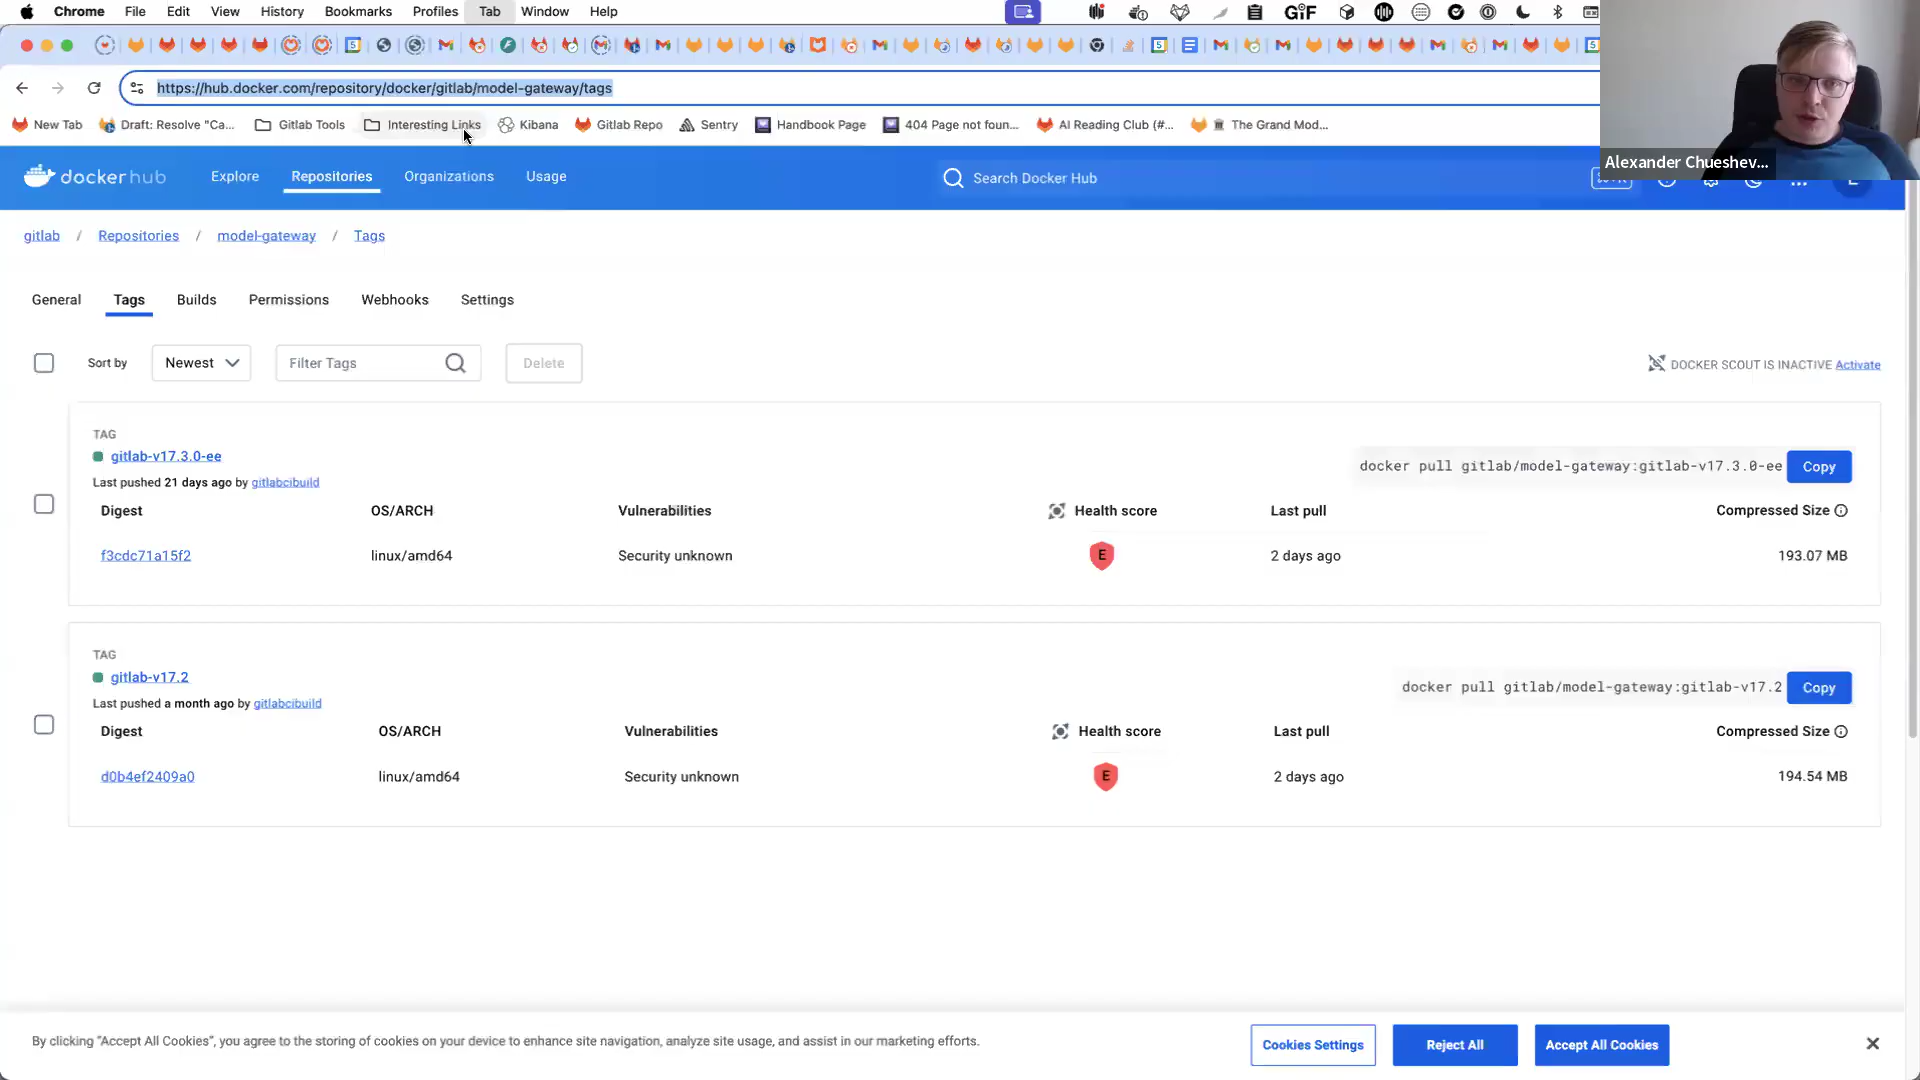 Chrome File Edit View History Bookmarks Profiles Tab Window Help
GIF
https://hub.docker.com/repository/docker/gitlab/model-gateway/tags
New Tab Draft: Resolve "Ca... Gitlab Tools Interesting Links Kibana Gitlab Repo Sentry Handbook Page 404 Page not foun... AI Reading Club (#... The Grand Mod...
Alexander Chueshev...
dockerhub Explore Repositories Organizations Usage Search Docker Hub
gitlab / Repositories / model-gateway / Tags
General Tags Builds Permissions Webhooks Settings
Sort by Newest Filter Tags Delete DOCKER SCOUT IS INACTIVE Activate
TAG
gitlab-v17.3.0-ee
docker pull gitlab/model-gateway:gitlab-v17.3.0-ee Copy
Last pushed 21 days ago by gitlabcibuild
Digest OS/ARCH Vulnerabilities Health score Last pull Compressed Size
f3cdc71a15f2 linux/amd64 Security unknown E 2 days ago 193.07 MB
TAG
gitlab-v17.2
docker pull gitlab/model-gateway:gitlab-v17.2 Copy
Last pushed a month ago by gitlabcibuild
Digest OS/ARCH Vulnerabilities Health score Last pull Compressed Size
d0b4ef2409a0 linux/amd64 Security unknown E 2 days ago 194.54 MB
By clicking "Accept All Cookies", you agree to the storing of cookies on your device to enhance site navigation, analyze site usage, and assist in our marketing efforts.
Cookies Settings Reject All Accept All Cookies